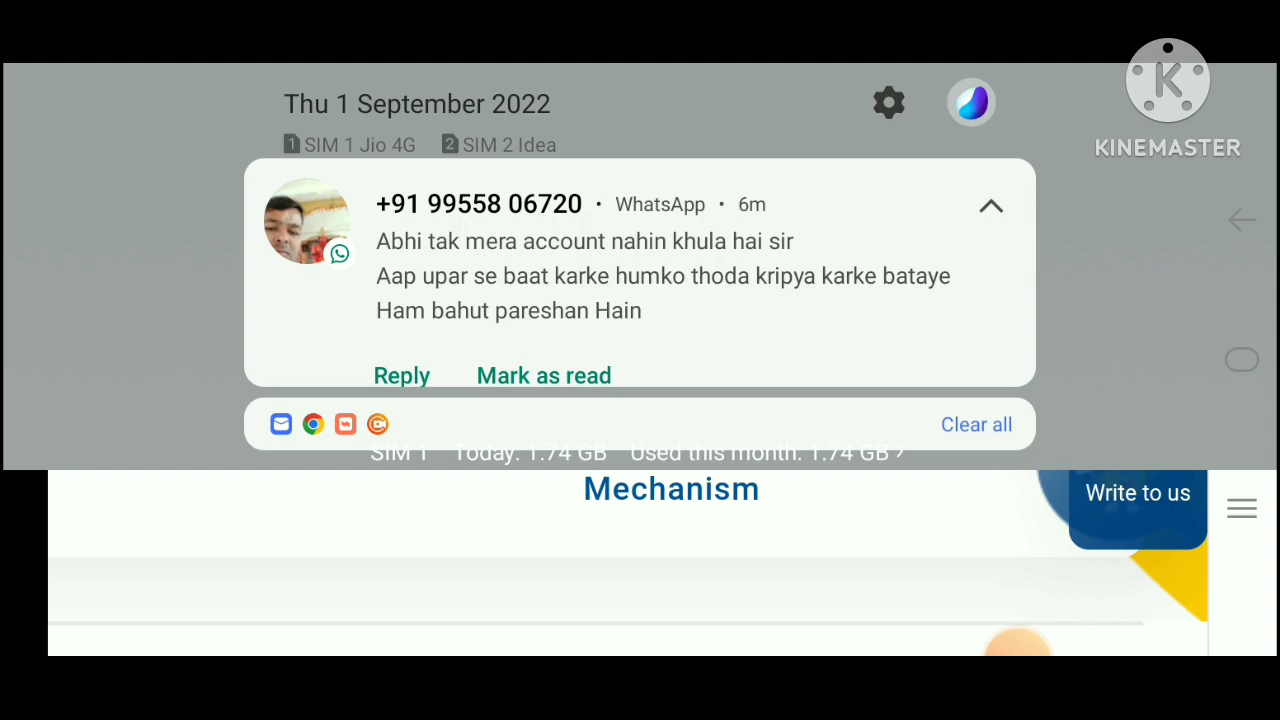 Thu 1 September 2022
1 SIM 1 Jio 4G 2 SIM 2 Idea
K
KINEMASTER
+91 99558 06720 • WhatsApp • 6m
Abhi tak mera account nahin khula hai sir
Aap upar se baat karke humko thoda kripya karke bataye
Ham bahut pareshan Hain
Reply Mark as read
Clear all
SIM 1 Today: 1.74 GB Used this month: 1.74 GB ›
Mechanism
Write to us